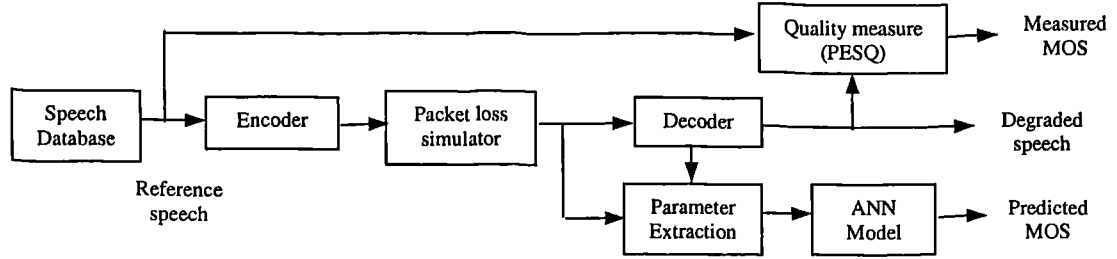 Quality measure
(PESQ)
Measured
MOS
Speech
Database
Encoder
Packet loss
simulator
Decoder
Degraded
speech
Reference
speech
Parameter
Extraction
ANN
Model
Predicted
MOS